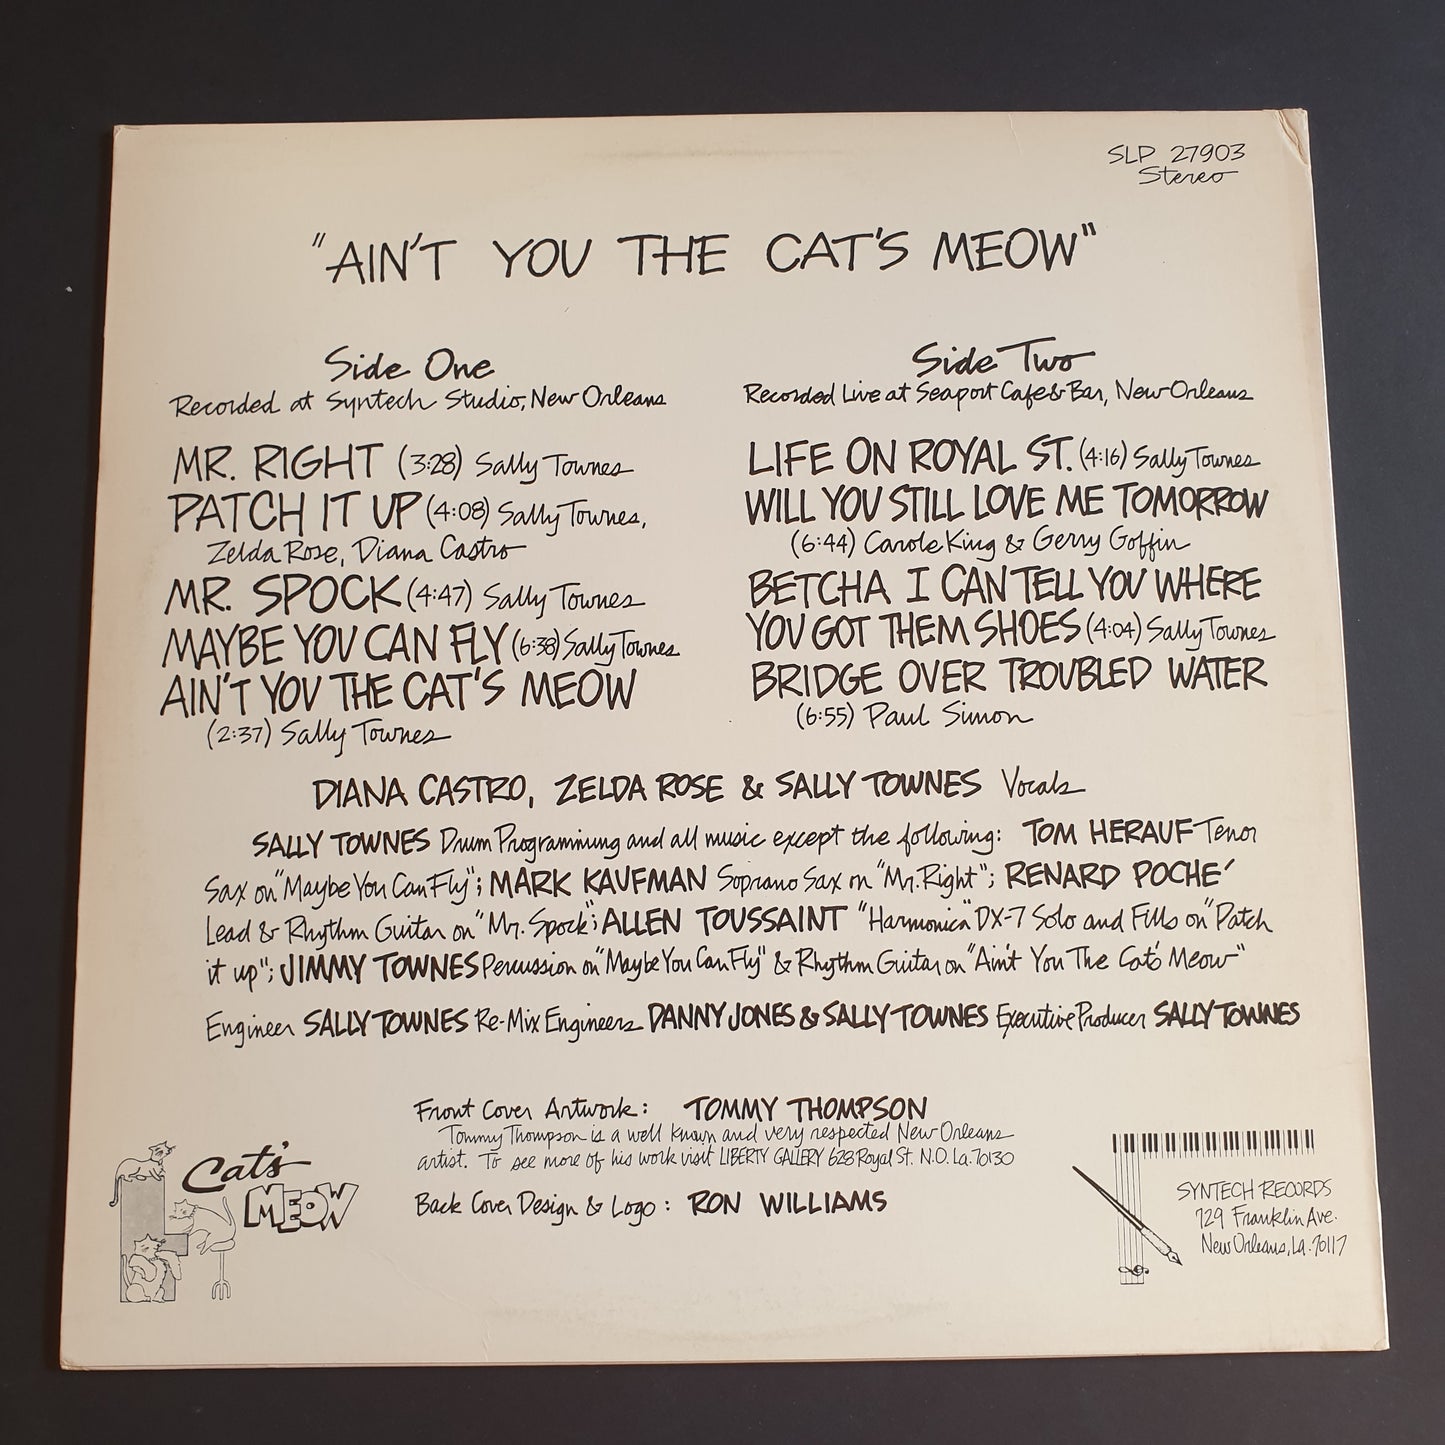 SLP 27903
Stereo
"AIN'T YOU THE CAT'S MEOW"
Side One
Recorded at Syntech Studio, New Orleans
MR. RIGHT (3:28) Sally Townes
PATCH IT UP (4:08) Sally Townes,
Zelda Rose, Diana Castro
MR. SPOCK (4:47) Sally Townes
MAYBE YOU CAN FLY (6:38) Sally Townes
AIN'T YOU THE CAT'S MEOW
(2:37) Sally Townes
Side Two
Recorded Live at Seaport Cafe & Bar, New Orleans
LIFE ON ROYAL ST. (4:16) Sally Townes
WILL YOU STILL LOVE ME TOMORROW
(6:44) Carole King & Gerry Goffin
BETCHA I CAN TELL YOU WHERE
YOU GOT THEM SHOES (4:04) Sally Townes
BRIDGE OVER TROUBLED WATER
(6:55) Paul Simon
DIANA CASTRO, ZELDA ROSE & SALLY TOWNES Vocals
SALLY TOWNES Drum Programming and all music except the following: TOM HERAUF Tenor
Sax on "Maybe You Can Fly"; MARK KAUFMAN Soprano Sax on "Mr. Right"; RENARD POCHE'
Lead & Rhythm Guitar on "Mr. Spock"; ALLEN TOUSSAINT "Harmonica" DX-7 Solo and Fills on "Patch
it up"; JIMMY TOWNES Percussion on "Maybe You Can Fly" & Rhythm Guitar on "Ain't You The Cat's Meow"
Engineer SALLY TOWNES Re-Mix Engineers DANNY JONES & SALLY TOWNES Executive Producer SALLY TOWNES
Front Cover Artwork: TOMMY THOMPSON
Tommy Thompson is a well known and very respected New Orleans
artist. To see more of his work visit LIBERTY GALLERY 628 Royal St. N.O. La. 70130
Back Cover Design & Logo: RON WILLIAMS
Cat's
MEOW
SYNTECH RECORDS
729 Franklin Ave.
New Orleans, La. 70117